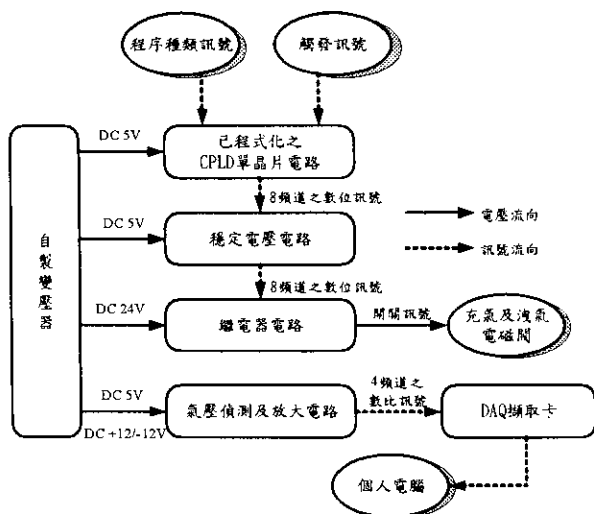 程序種類訊號
觸發訊號
DC 5V
已程式化之
CPLD單晶片電路
8頻道之數位訊號
DC 5V
穩定電壓電路
電壓流向
訊號流向
自製變壓器
8頻道之數位訊號
DC 24V
繼電器電路
開關訊號
充氣及洩氣
電磁閥
DC 5V
DC +12/-12V
氣壓偵測及放大電路
4頻道之
數比訊號
DAQ擷取卡
個人電腦